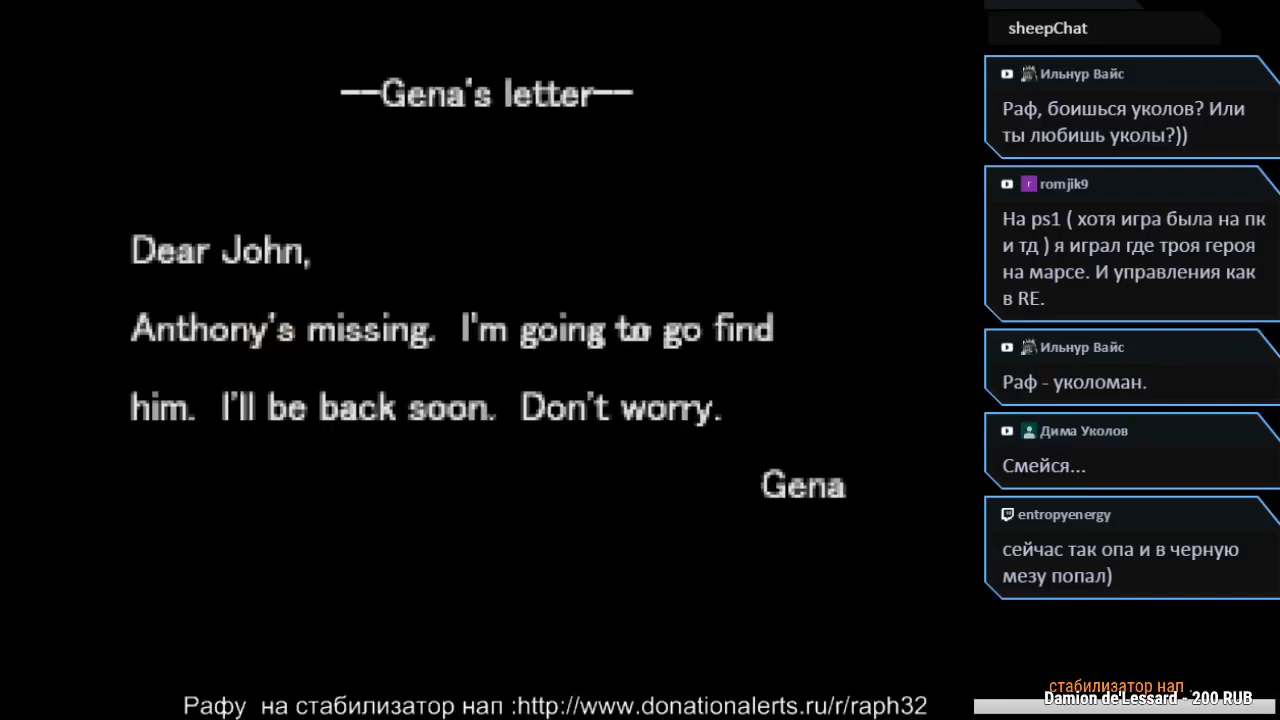 ——Gena's letter——
Dear John,
Anthony's missing. I'm going to go find
him. I'll be back soon. Don't worry.
Gena
Рафу на стабилизатор нап :http://www.donationalerts.ru/r/raph32
sheepChat
Ильнур Вайс
Раф, боишься уколов? Или
ты любишь уколы?))
r romjik9
На ps1 ( хотя игра была на пк
и тд ) я играл где троя героя
на марсе. И управления как
в RE.
Ильнур Вайс
Раф - уколоман.
Дима Уколов
Смейся...
entropyenergy
сейчас так опа и в черную
мезу попал)
стабилизатор нап .
Damion de'Lessard - 200 RUB